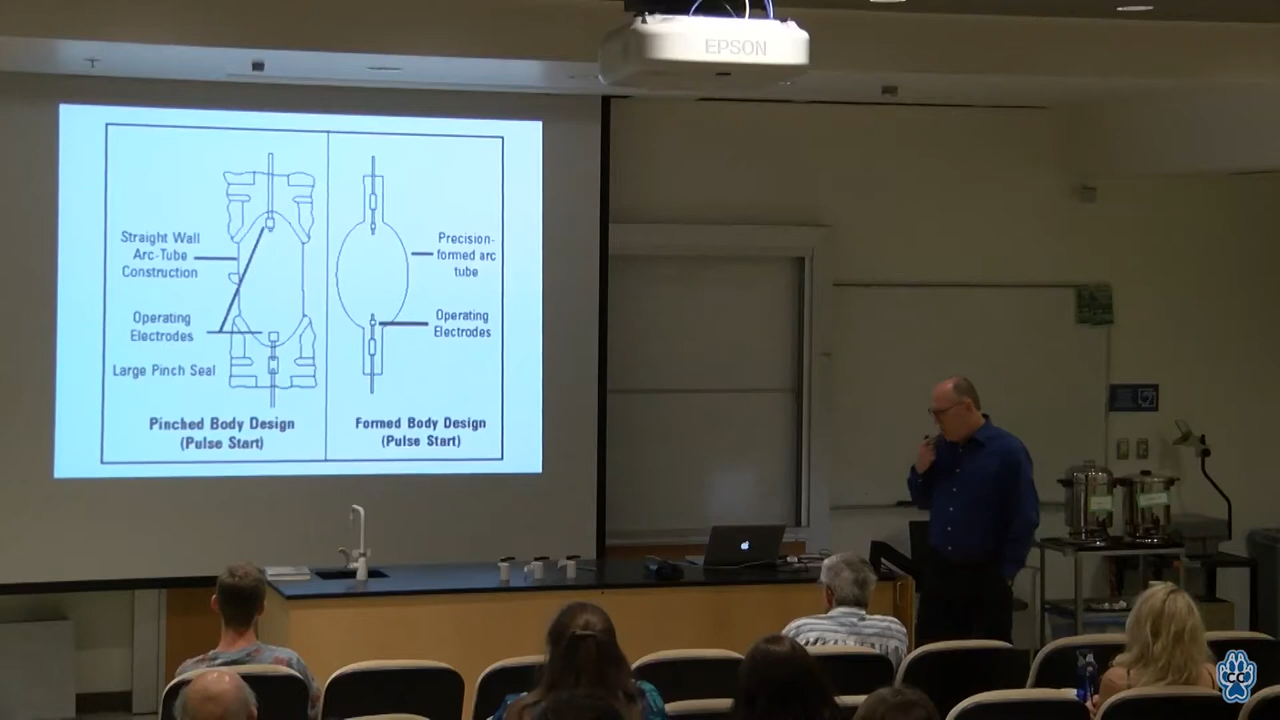 EPSON
Straight Wall
Arc-Tube
Construction
Operating
Electrodes
Large Pinch Seal
Pinched Body Design
(Pulse Start)
Precision-
formed arc
tube
Operating
Electrodes
Formed Body Design
(Pulse Start)
CC